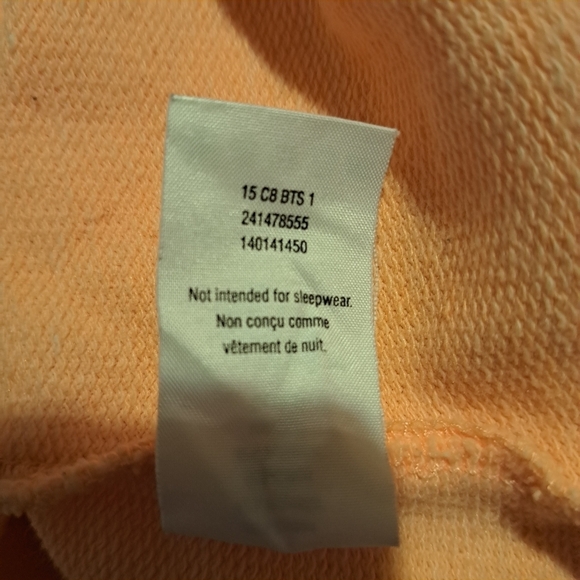 15 C8 BTS 1
241478555
140141450
Not intended for sleepwear.
Non conçu comme
vêtement de nuit.